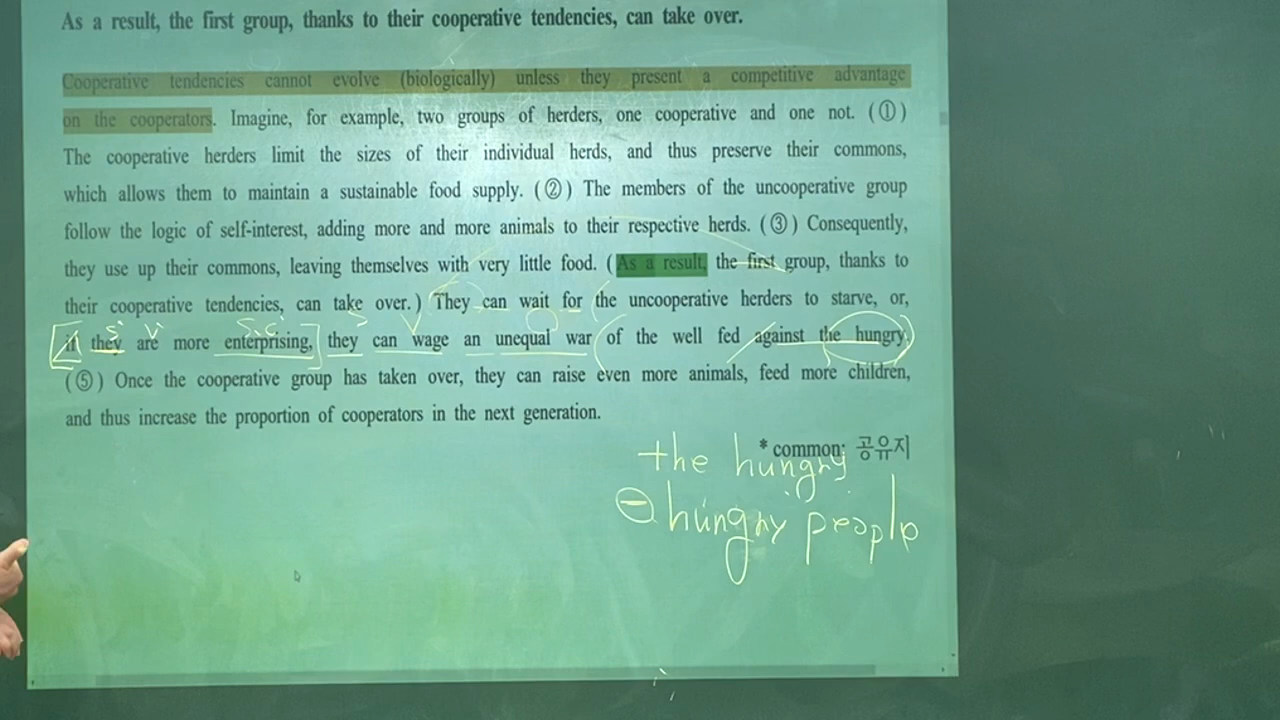 As a result, the first group, thanks to their cooperative tendencies, can take over.
Cooperative tendencies cannot evolve (biologically) unless they present a competitive advantage
on the cooperators. Imagine, for example, two groups of herders, one cooperative and one not. (①)
The cooperative herders limit the sizes of their individual herds, and thus preserve their commons,
which allows them to maintain a sustainable food supply. (②) The members of the uncooperative group
follow the logic of self-interest, adding more and more animals to their respective herds. (③) Consequently,
they use up their commons, leaving themselves with very little food. (As a result, the first group, thanks to
their cooperative tendencies, can take over.) They can wait for the uncooperative herders to starve, or,
S V S.C
if they are more enterprising, they can wage an unequal war of the well fed against the hungry.
(⑤) Once the cooperative group has taken over, they can raise even more animals, feed more children,
and thus increase the proportion of cooperators in the next generation.
* common: 공유지
the hungry
hungry people